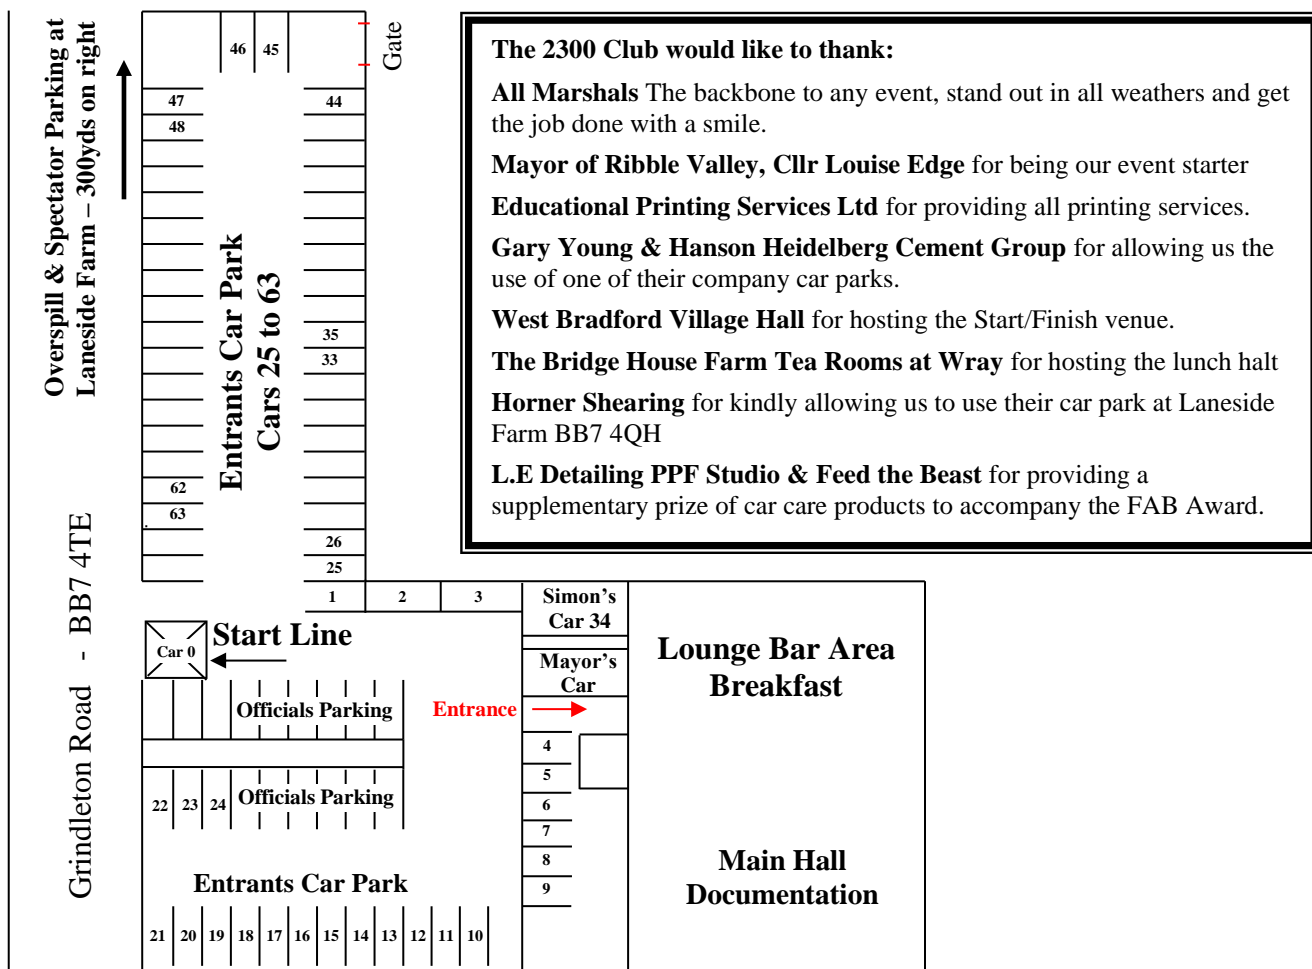 Overspill & Spectator Parking at
Laneside Farm – 300yds on right
Grindleton Road - BB7 4TE
46 45
Gate
47
48
44
Entrants Car Park
Cars 25 to 63
35
33
62
63
26
25
1 2 3
The 2300 Club would like to thank:
All Marshals The backbone to any event, stand out in all weathers and get
the job done with a smile.
Mayor of Ribble Valley, Cllr Louise Edge for being our event starter
Educational Printing Services Ltd for providing all printing services.
Gary Young & Hanson Heidelberg Cement Group for allowing us the
use of one of their company car parks.
West Bradford Village Hall for hosting the Start/Finish venue.
The Bridge House Farm Tea Rooms at Wray for hosting the lunch halt
Horner Shearing for kindly allowing us to use their car park at Laneside
Farm BB7 4QH
L.E Detailing PPF Studio & Feed the Beast for providing a
supplementary prize of car care products to accompany the FAB Award.
Simon's
Car 34
Mayor's
Car
Car 0
Start Line
Officials Parking
Entrance
Lounge Bar Area
Breakfast
4
5
6
7
8
9
22 23 24 Officials Parking
Entrants Car Park
21 20 19 18 17 16 15 14 13 12 11 10
Main Hall
Documentation